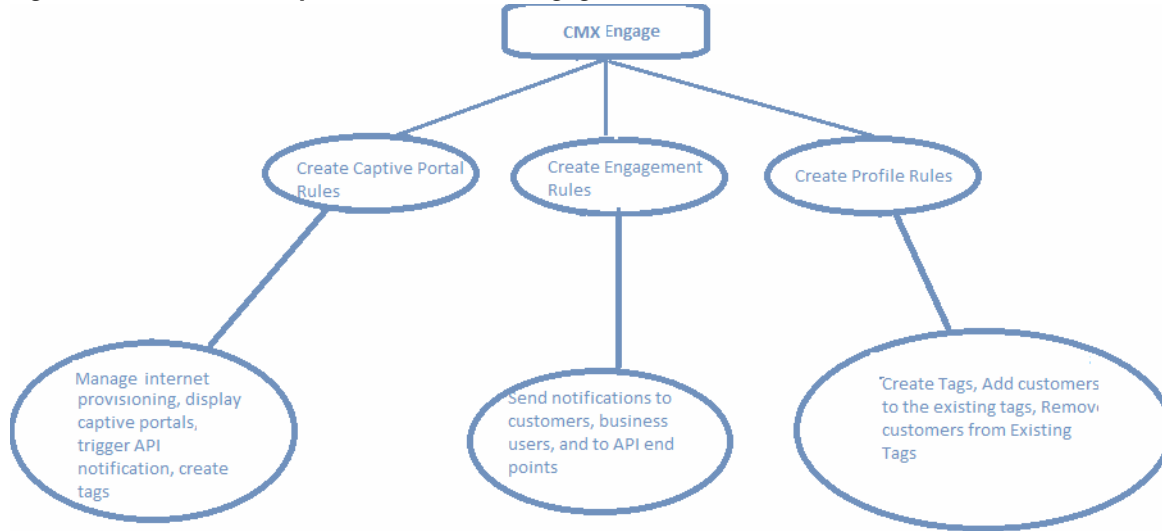 CMX Engage
Create Captive Portal
Rules
Create Engagement
Rules
Create Profile Rules
Manage internet
provisioning, display
captive portals,
trigger API
notification, create
tags
Send notifications to
customers, business
users, and to API end
points
Create Tags, Add customers
to the existing tags, Remove
customers from Existing
Tags